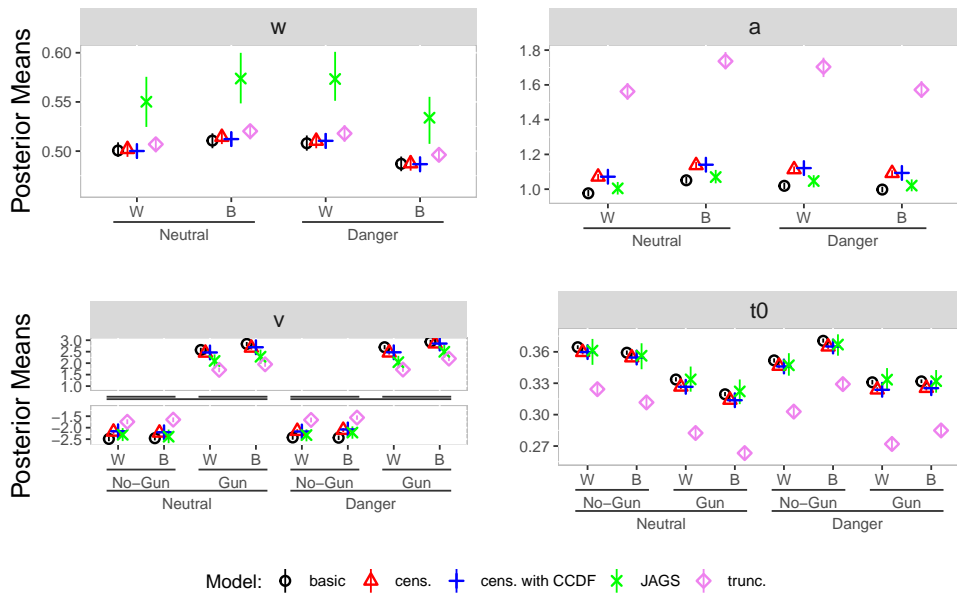 w
Posterior Means
0.60
0.55
0.50
W B W B
Neutral Danger
a
1.8
1.6
1.4
1.2
1.0
W B W B
Neutral Danger
v
Posterior Means
3.0
2.5
2.0
1.5
1.0
−1.5
−2.0
−2.5
W B W B W B W B
No−Gun Gun No−Gun Gun
Neutral Danger
t0
0.36
0.33
0.30
0.27
W B W B W B W B
No−Gun Gun No−Gun Gun
Neutral Danger
Model: basic cens. cens. with CCDF JAGS trunc.